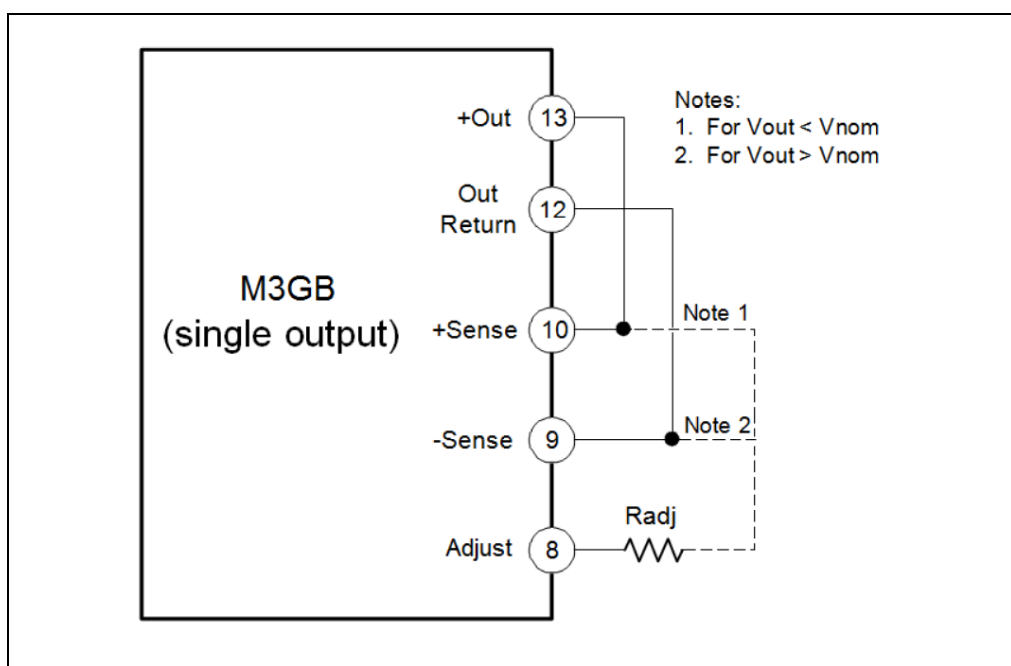 +Out 13
Notes:
1. For Vout < Vnom
2. For Vout > Vnom
Out
Return 12
M3GB
(single output)
+Sense 10
Note 1
-Sense 9
Note 2
Adjust 8
Radj